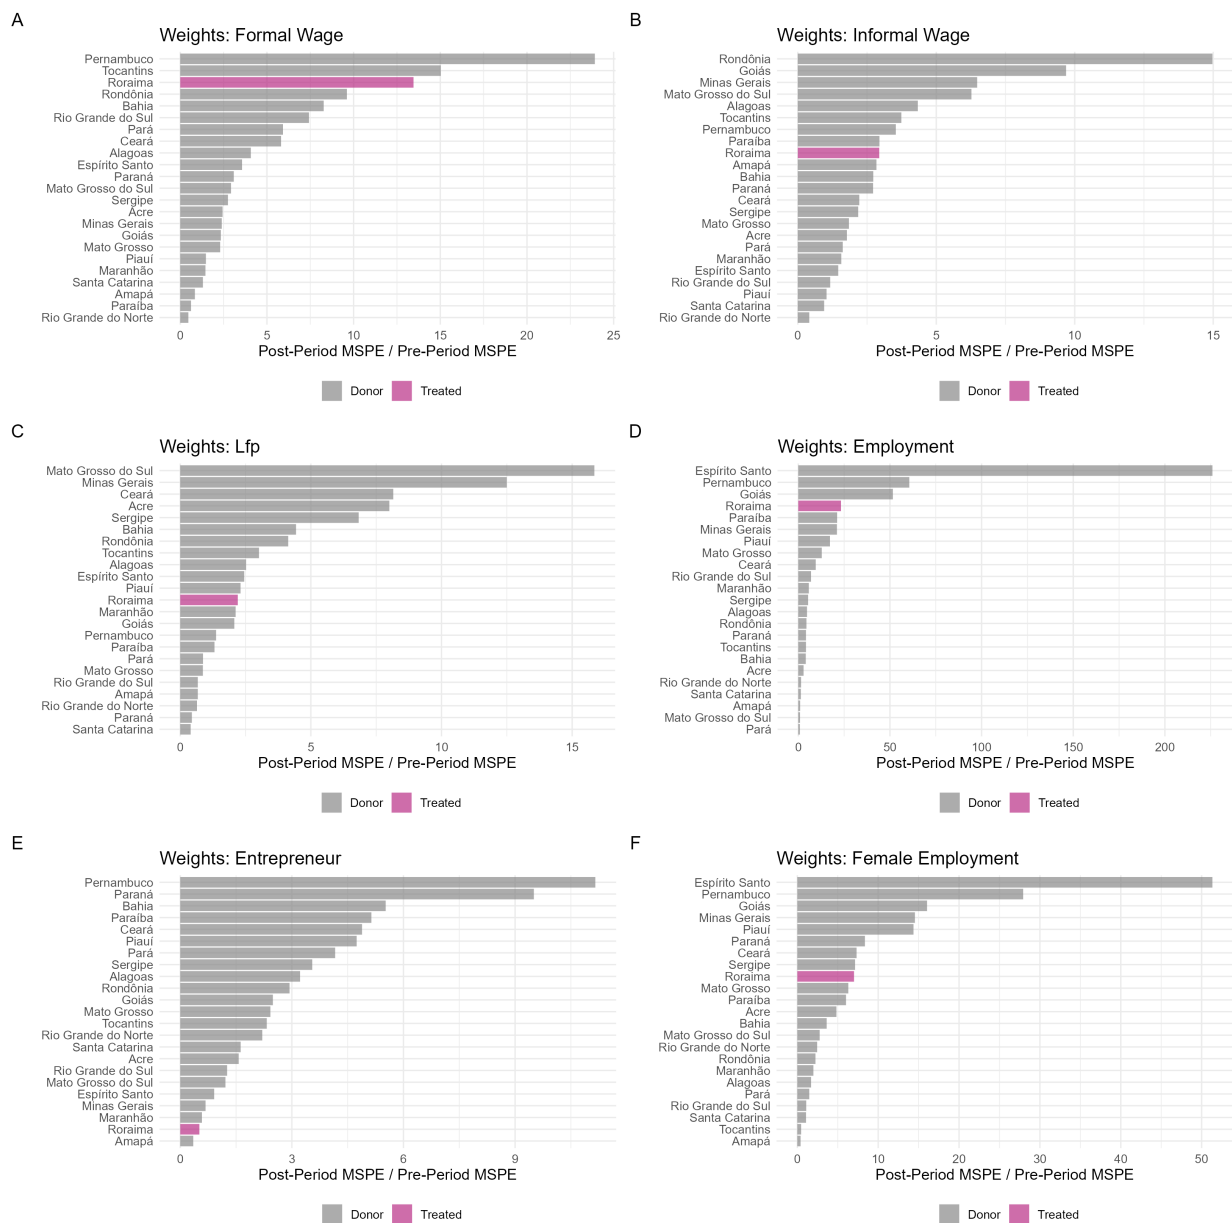 A
Weights: Formal Wage
Pernambuco
Tocantins
Roraima
Rondônia
Bahia
Rio Grande do Sul
Pará
Ceará
Alagoas
Espírito Santo
Paraná
Mato Grosso do Sul
Sergipe
Acre
Minas Gerais
Goiás
Mato Grosso
Piauí
Maranhão
Santa Catarina
Amapá
Paraíba
Rio Grande do Norte
0 5 10 15 20 25
Post-Period MSPE / Pre-Period MSPE
Donor Treated
B
Weights: Informal Wage
Rondônia
Goiás
Minas Gerais
Mato Grosso do Sul
Alagoas
Tocantins
Pernambuco
Paraíba
Roraima
Amapá
Bahia
Paraná
Ceará
Sergipe
Mato Grosso
Acre
Pará
Maranhão
Espírito Santo
Rio Grande do Sul
Piauí
Santa Catarina
Rio Grande do Norte
0 5 10 15
Post-Period MSPE / Pre-Period MSPE
Donor Treated
C
Weights: Lfp
Mato Grosso do Sul
Minas Gerais
Ceará
Acre
Sergipe
Bahia
Rondônia
Tocantins
Alagoas
Espírito Santo
Piauí
Roraima
Maranhão
Goiás
Pernambuco
Paraíba
Pará
Mato Grosso
Rio Grande do Sul
Amapá
Rio Grande do Norte
Paraná
Santa Catarina
0 5 10 15
Post-Period MSPE / Pre-Period MSPE
Donor Treated
D
Weights: Employment
Espírito Santo
Pernambuco
Goiás
Roraima
Paraíba
Minas Gerais
Piauí
Mato Grosso
Ceará
Rio Grande do Sul
Maranhão
Sergipe
Alagoas
Rondônia
Paraná
Tocantins
Bahia
Acre
Rio Grande do Norte
Santa Catarina
Amapá
Mato Grosso do Sul
Pará
0 50 100 150 200
Post-Period MSPE / Pre-Period MSPE
Donor Treated
E
Weights: Entrepreneur
Pernambuco
Paraná
Bahia
Paraíba
Ceará
Piauí
Pará
Sergipe
Alagoas
Rondônia
Goiás
Mato Grosso
Tocantins
Rio Grande do Norte
Santa Catarina
Acre
Rio Grande do Sul
Mato Grosso do Sul
Espírito Santo
Minas Gerais
Maranhão
Roraima
Amapá
0 3 6 9
Post-Period MSPE / Pre-Period MSPE
Donor Treated
F
Weights: Female Employment
Espírito Santo
Pernambuco
Goiás
Minas Gerais
Piauí
Paraná
Ceará
Sergipe
Roraima
Mato Grosso
Paraíba
Acre
Bahia
Mato Grosso do Sul
Rio Grande do Norte
Rondônia
Maranhão
Alagoas
Pará
Rio Grande do Sul
Santa Catarina
Tocantins
Amapá
0 10 20 30 40 50
Post-Period MSPE / Pre-Period MSPE
Donor Treated